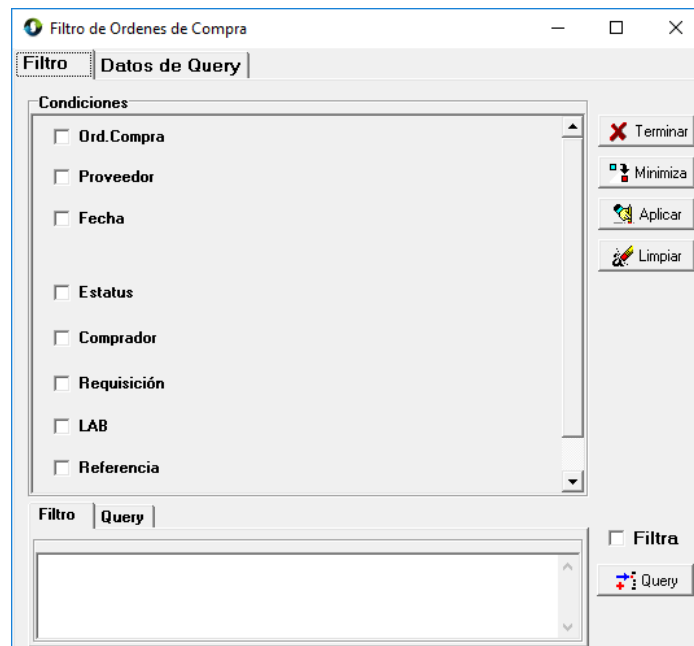 Filtro de Ordenes de Compra
Filtro Datos de Query
Condiciones
Ord.Compra
Proveedor
Fecha
Estatus
Comprador
Requisición
LAB
Referencia
Terminar
Minimiza
Aplicar
Limpiar
Filtro Query
Filtra
Query